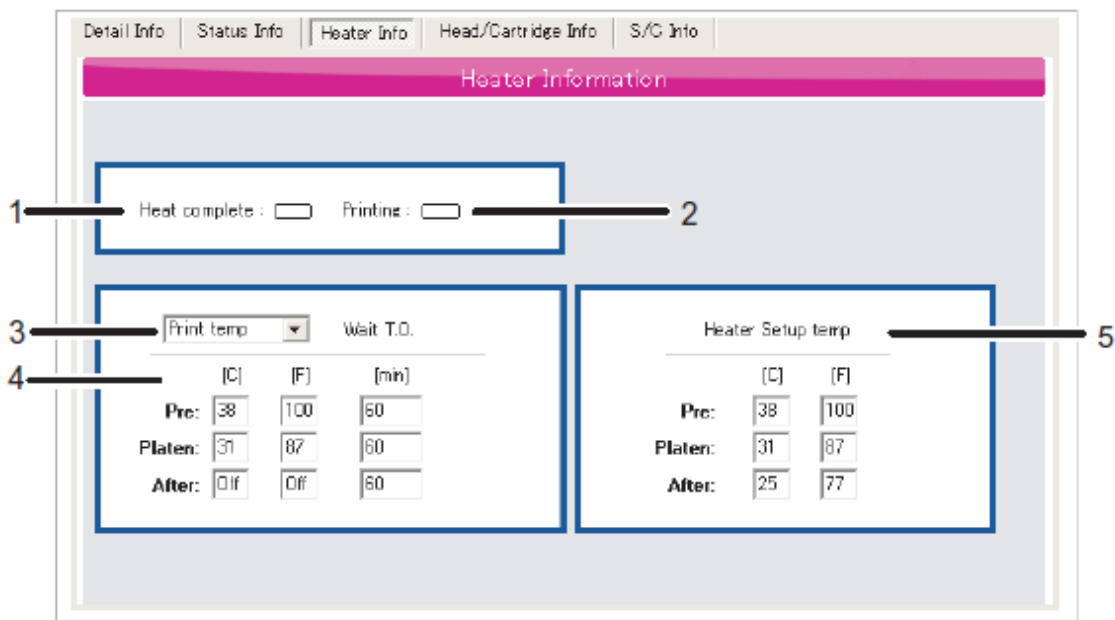 Detail Info Status Info Heater Info Head/Cartridge Info S/C Info
Heater Information
1 Heat complete : Printing : 2
3 Print temp Wait T.O. Heater Setup temp 5
4 [C] [F] [min] [C] [F]
Pre: 38 100 60 Pre: 38 100
Platen: 31 87 60 Platen: 31 87
After: Off Off 60 After: 25 77